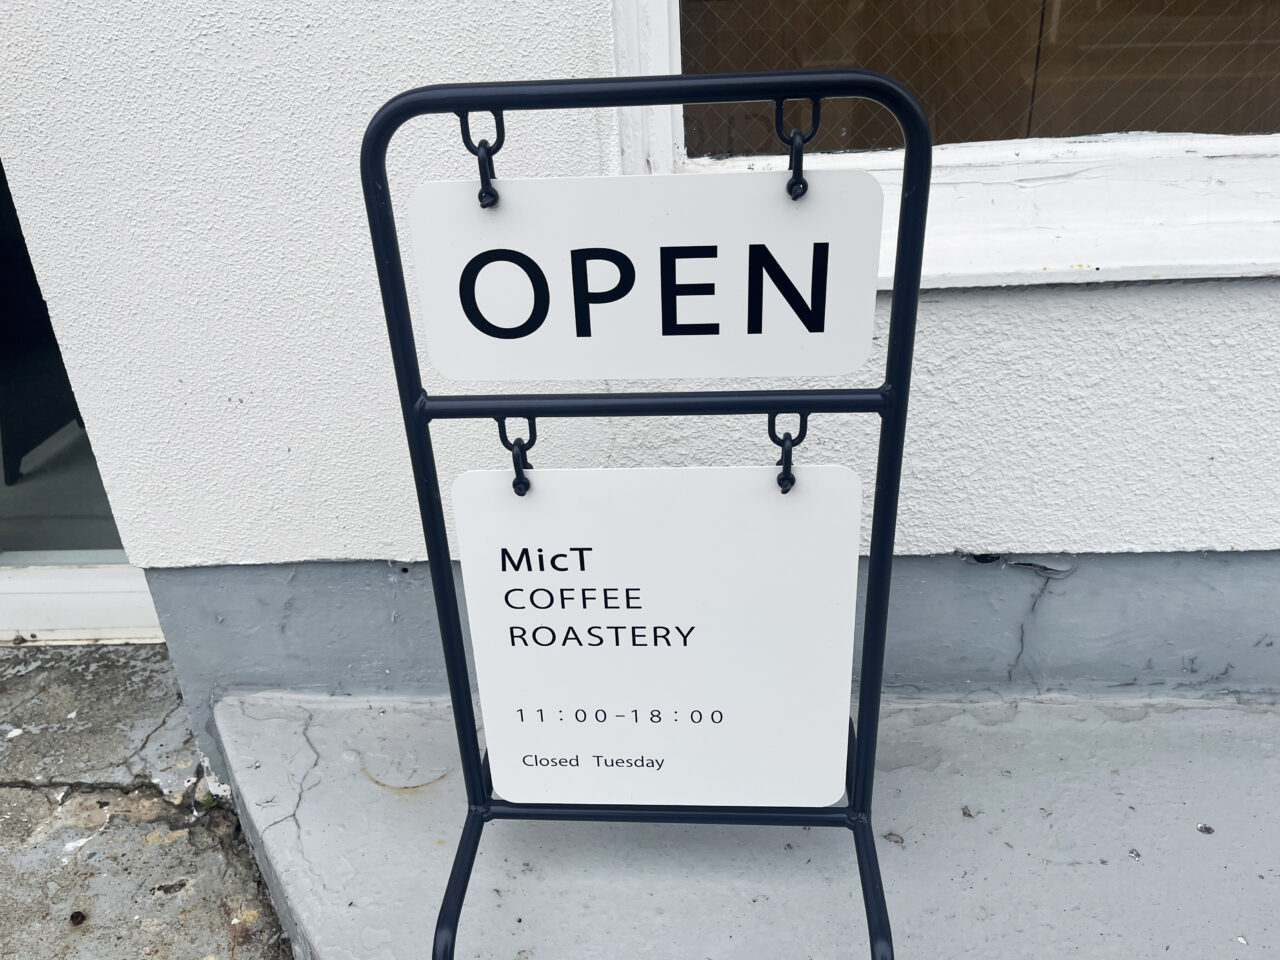 OPEN
MicT
COFFEE
ROASTERY
11:00-18:00
Closed Tuesday